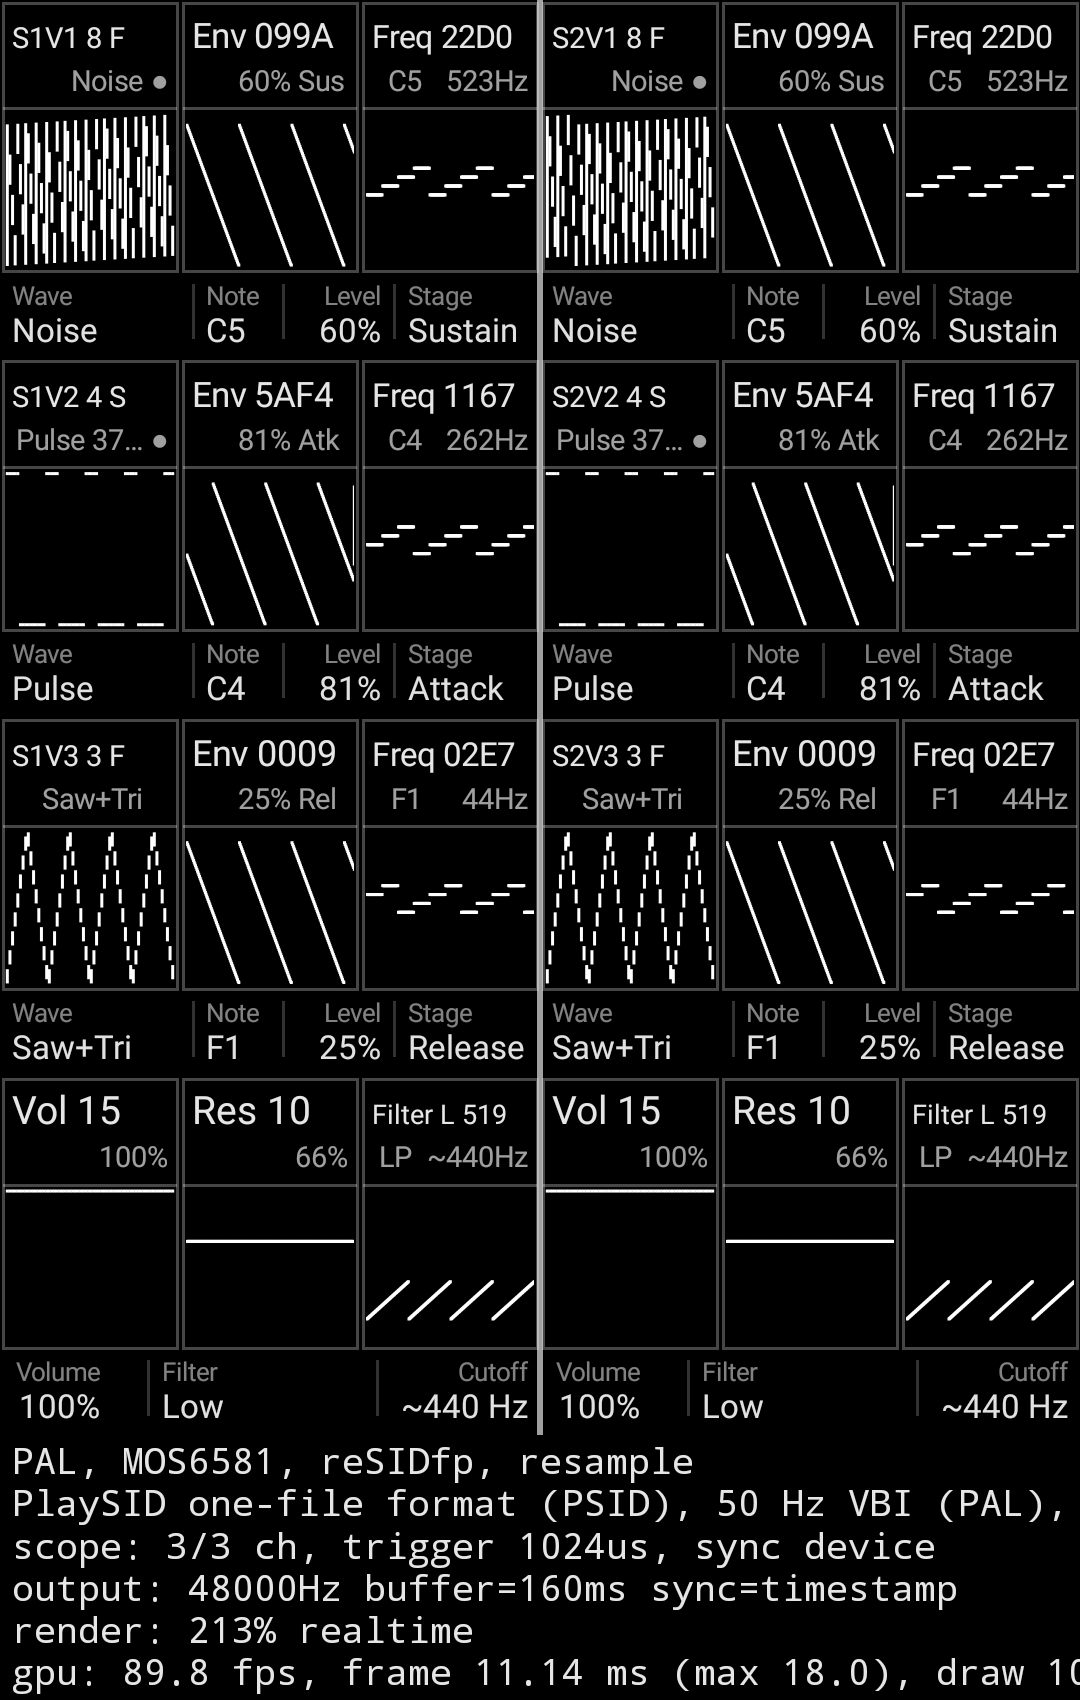 S1V1 8 F Env 099A Freq 22D0 S2V1 8 F Env 099A Freq 22D0
Noise 60% Sus C5 523Hz Noise 60% Sus C5 523Hz
Wave Note Level Stage Wave Note Level Stage
Noise C5 60% Sustain Noise C5 60% Sustain
S1V2 4 S Env 5AF4 Freq 1167 S2V2 4 S Env 5AF4 Freq 1167
Pulse 37... 81% Atk C4 262Hz Pulse 37... 81% Atk C4 262Hz
Wave Note Level Stage Wave Note Level Stage
Pulse C4 81% Attack Pulse C4 81% Attack
S1V3 3 F Env 0009 Freq 02E7 S2V3 3 F Env 0009 Freq 02E7
Saw+Tri 25% Rel F1 44Hz Saw+Tri 25% Rel F1 44Hz
Wave Note Level Stage Wave Note Level Stage
Saw+Tri F1 25% Release Saw+Tri F1 25% Release
Vol 15 Res 10 Filter L 519 Vol 15 Res 10 Filter L 519
100% 66% LP ~440Hz 100% 66% LP ~440Hz
Volume Filter Cutoff Volume Filter Cutoff
100% Low ~440 Hz 100% Low ~440 Hz
PAL, MOS6581, reSIDfp, resample
PlaySID one-file format (PSID), 50 Hz VBI (PAL),
scope: 3/3 ch, trigger 1024us, sync device
output: 48000Hz buffer=160ms sync=timestamp
render: 213% realtime
gpu: 89.8 fps, frame 11.14 ms (max 18.0), draw 10